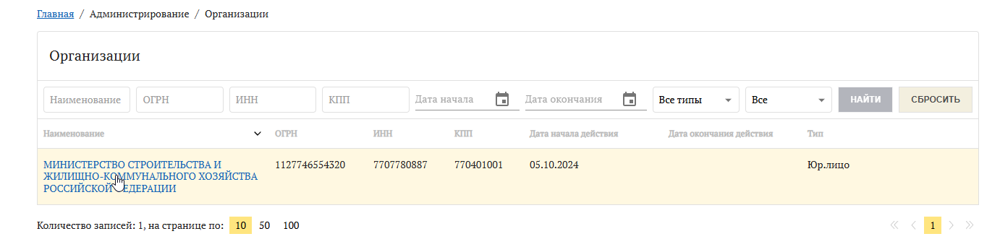 Главная / Администрирование / Организации
Организации
Наименование ОГРН ИНН КПП Дата начала Дата окончания Все типы Все НАЙТИ СБРОСИТЬ
Наименование ОГРН ИНН КПП Дата начала действия Дата окончания действия Тип
МИНИСТЕРСТВО СТРОИТЕЛЬСТВА И 1127746554320 7707780887 770401001 05.10.2024 Юр.лицо
ЖИЛИЩНО-КОММУНАЛЬНОГО ХОЗЯЙСТВА
РОССИЙСКОЙ ФЕДЕРАЦИИ
Количество записей: 1, на странице по: 10 50 100 « < 1 > »